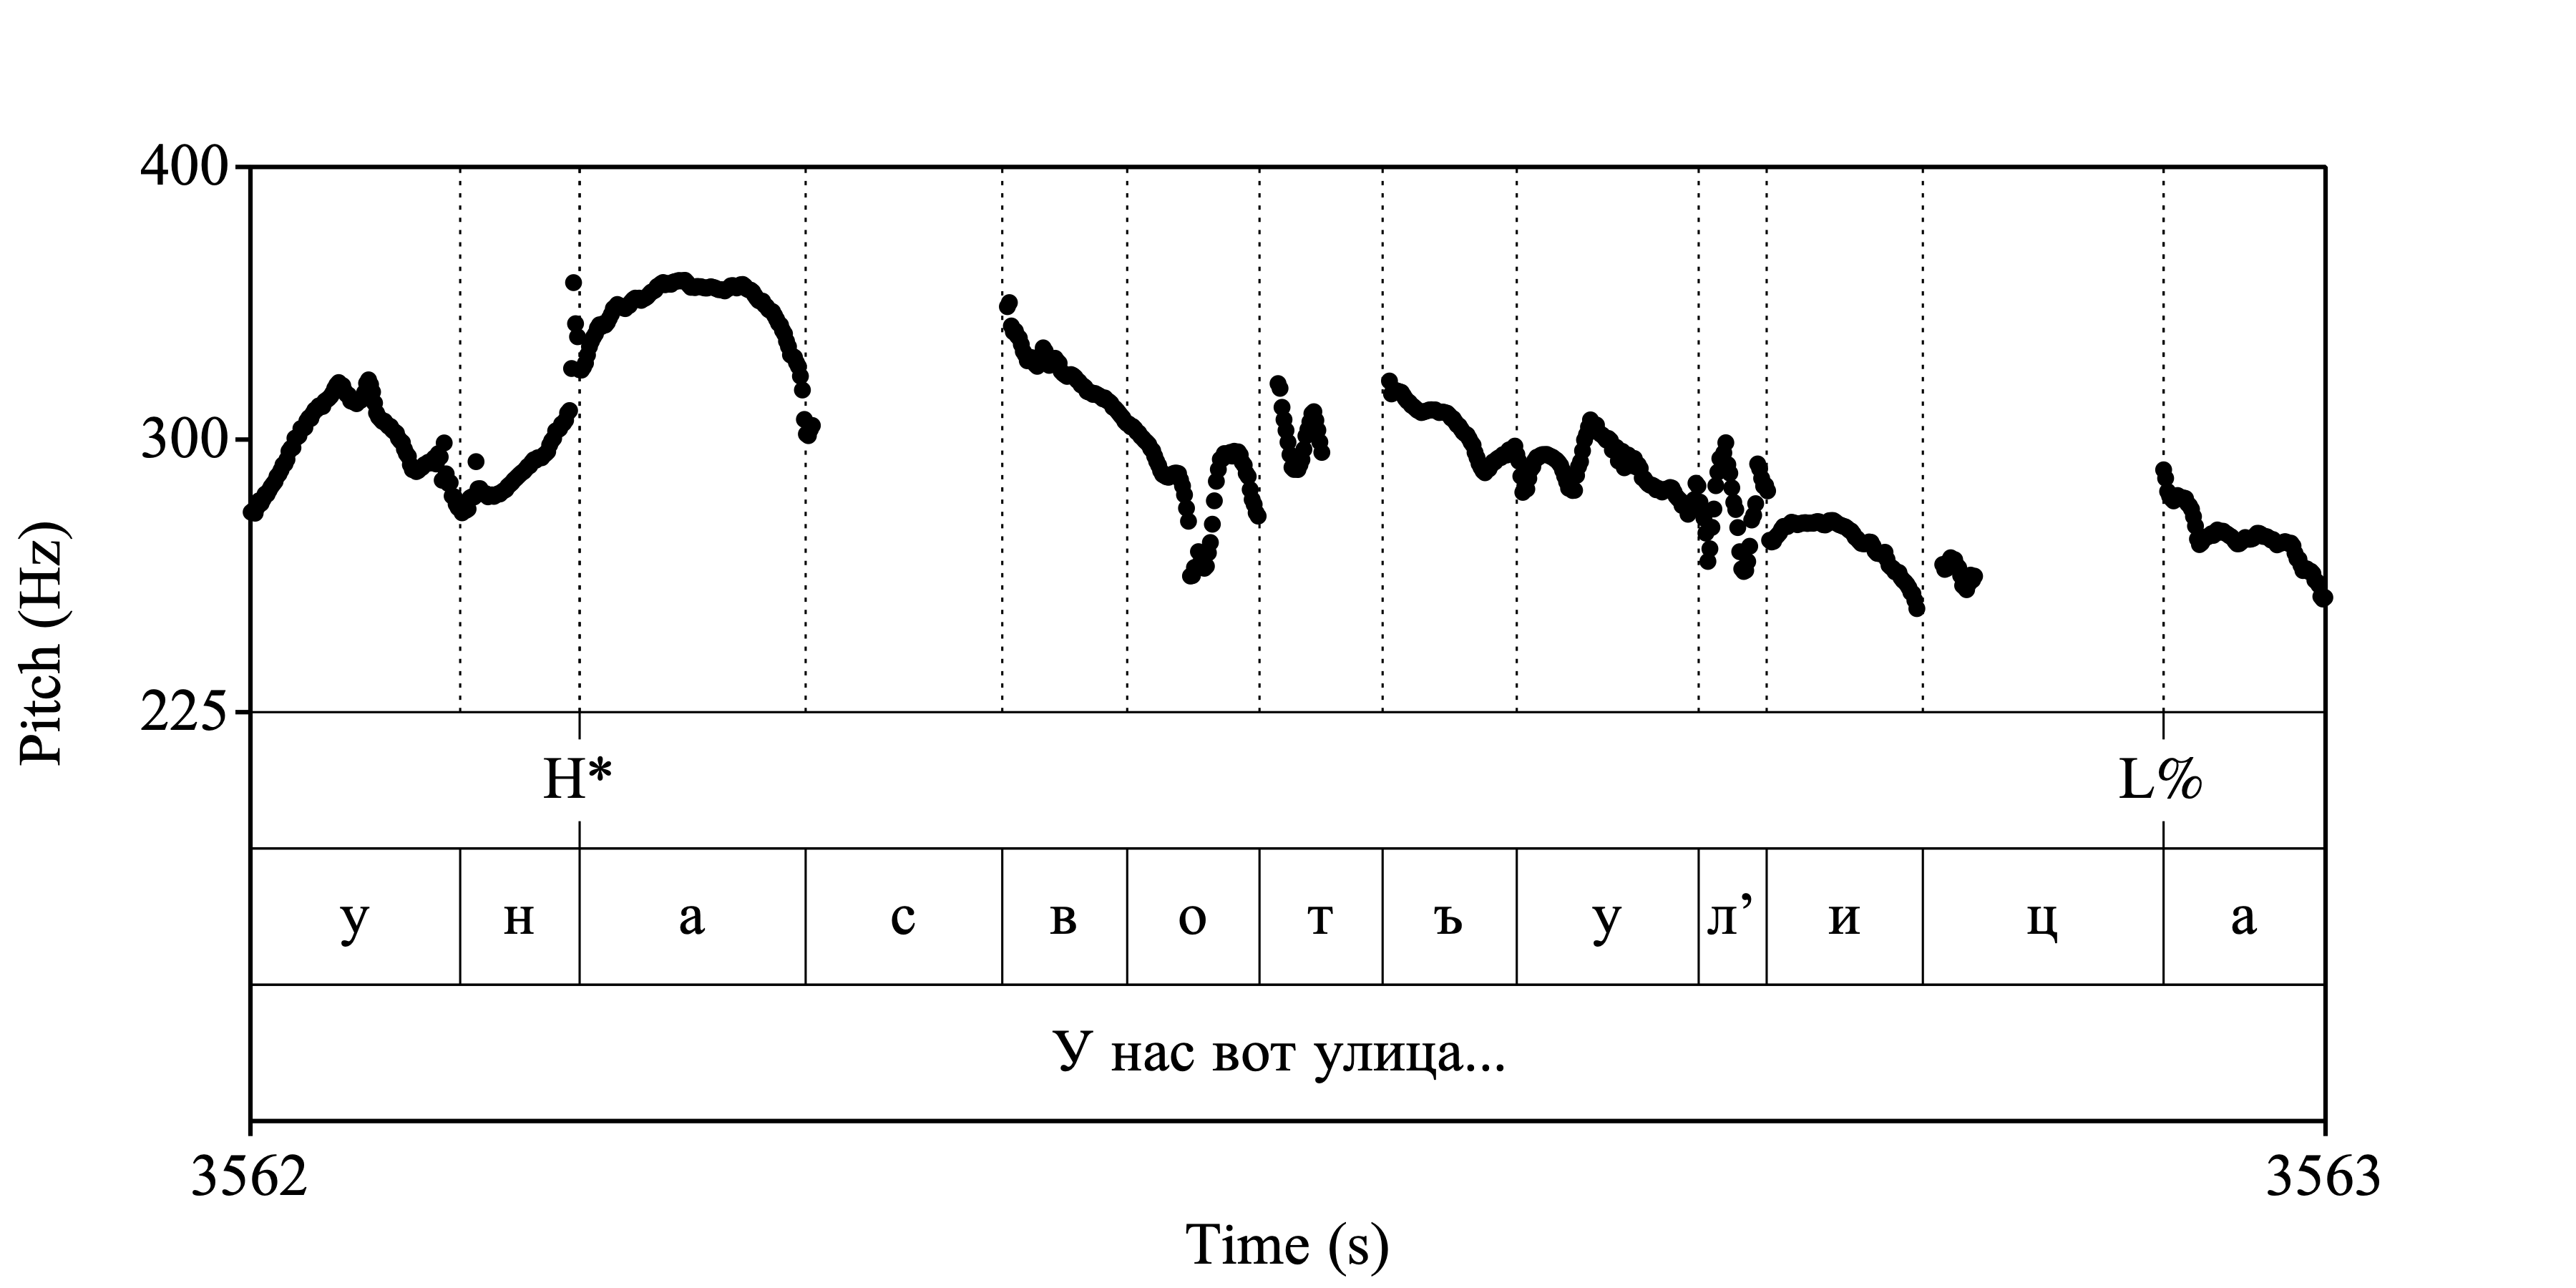 400
300
225
Pitch (Hz)
H* L%
у н а с в о т ъ у л’ и ц а
У нас вот улица...
3562 3563
Time (s)